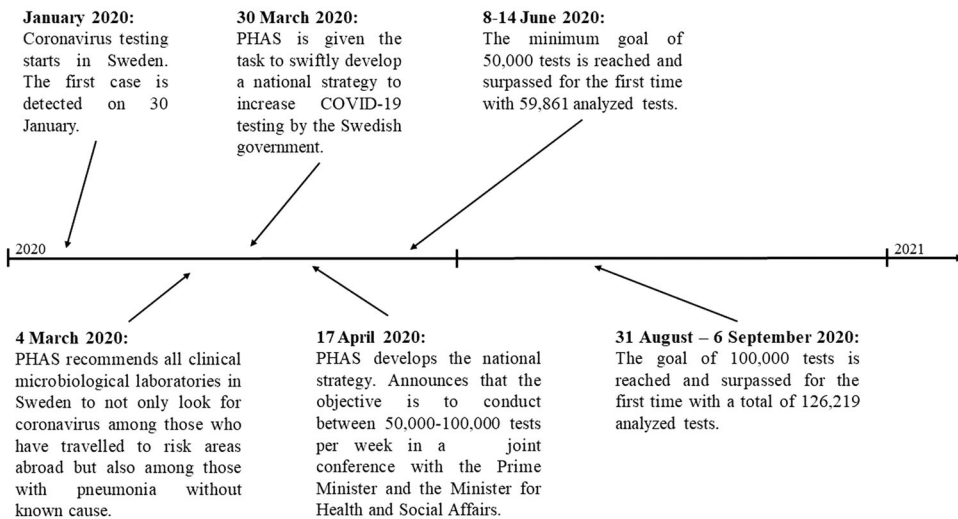 January 2020:
Coronavirus testing
starts in Sweden.
The first case is
detected on 30
January.
30 March 2020:
PHAS is given the
task to swiftly develop
a national strategy to
increase COVID-19
testing by the Swedish
government.
8-14 June 2020:
The minimum goal of
50,000 tests is reached and
surpassed for the first time
with 59,861 analyzed tests.
2020
2021
4 March 2020:
PHAS recommends all clinical
microbiological laboratories in
Sweden to not only look for
coronavirus among those who
have travelled to risk areas
abroad but also among those
with pneumonia without
known cause.
17 April 2020:
PHAS develops the national
strategy. Announces that the
objective is to conduct
between 50,000-100,000 tests
per week in a joint
conference with the Prime
Minister and the Minister for
Health and Social Affairs.
31 August – 6 September 2020:
The goal of 100,000 tests is
reached and surpassed for the
first time with a total of 126,219
analyzed tests.